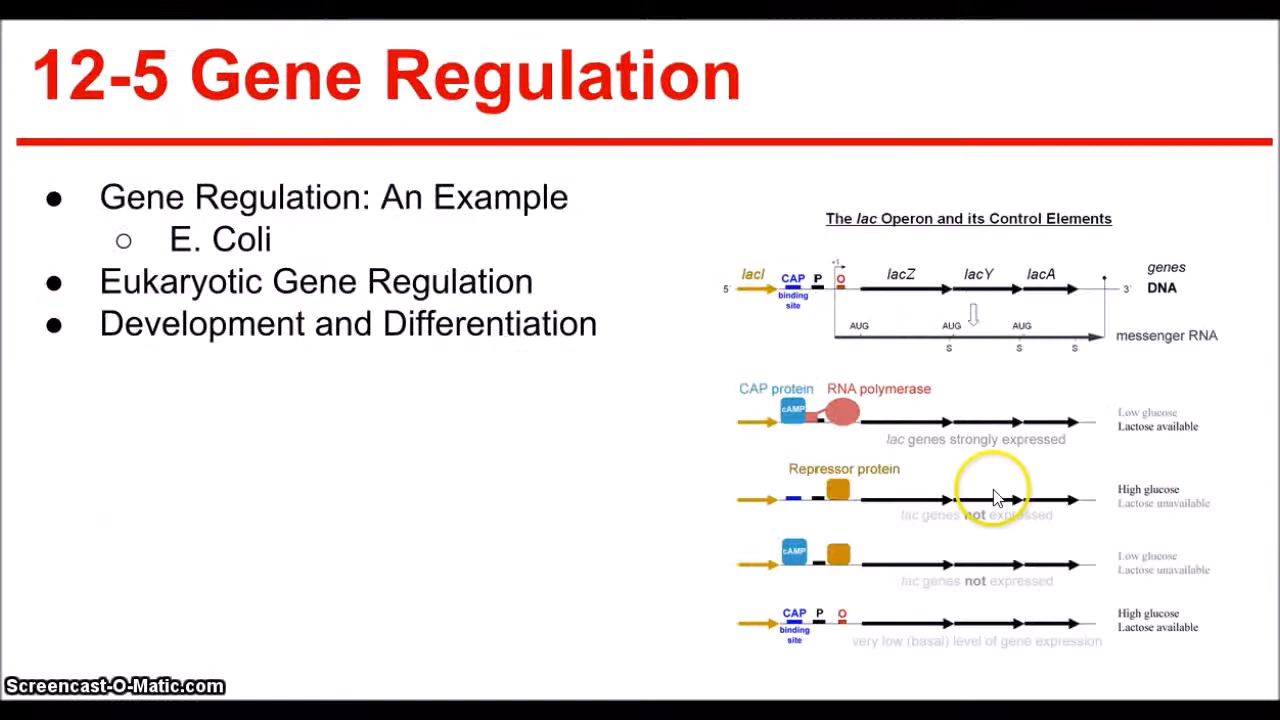 12-5 Gene Regulation
● Gene Regulation: An Example
○ E. Coli
● Eukaryotic Gene Regulation
● Development and Differentiation
The lac Operon and its Control Elements
+1
lacI CAP P O lacZ lacY lacA genes
5´ 3´ DNA
binding
site
AUG AUG AUG
messenger RNA
S S S
CAP protein RNA polymerase
cAMP
Low glucose
Lactose available
lac genes strongly expressed
Repressor protein
High glucose
Lactose unavailable
lac genes not expressed
cAMP
Low glucose
Lactose unavailable
lac genes not expressed
CAP P O
High glucose
Lactose available
binding
site
very low (basal) level of gene expression
Screencast-O-Matic.com